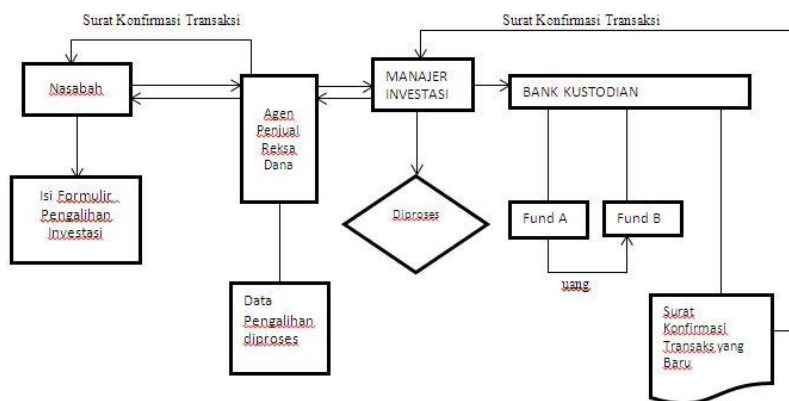 Surat Konfirmasi Transaksi
Surat Konfirmasi Transaksi
Nasabah
Agen
Penjual
Reksa
Dana
MANAJER
INVESTASI
BANK KUSTODIAN
Isi Formulir
Pengalihan
Investasi
Diproses
Fund A
Fund B
uang
Data
Pengalihan
diproses
Surat
Konfirmasi
Transaks yang
Baru